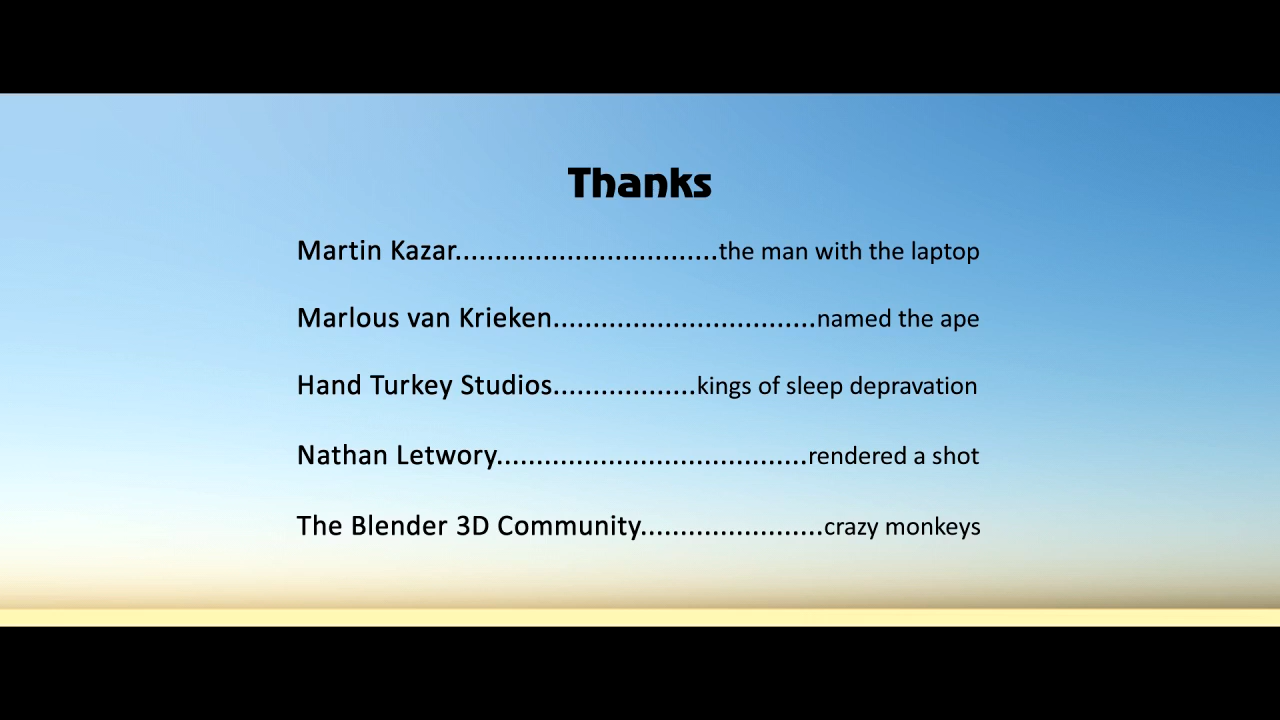 Thanks
Martin Kazar.................................the man with the laptop
Marlous van Krieken.................................named the ape
Hand Turkey Studios..................kings of sleep depravation
Nathan Letwory.......................................rendered a shot
The Blender 3D Community.......................crazy monkeys